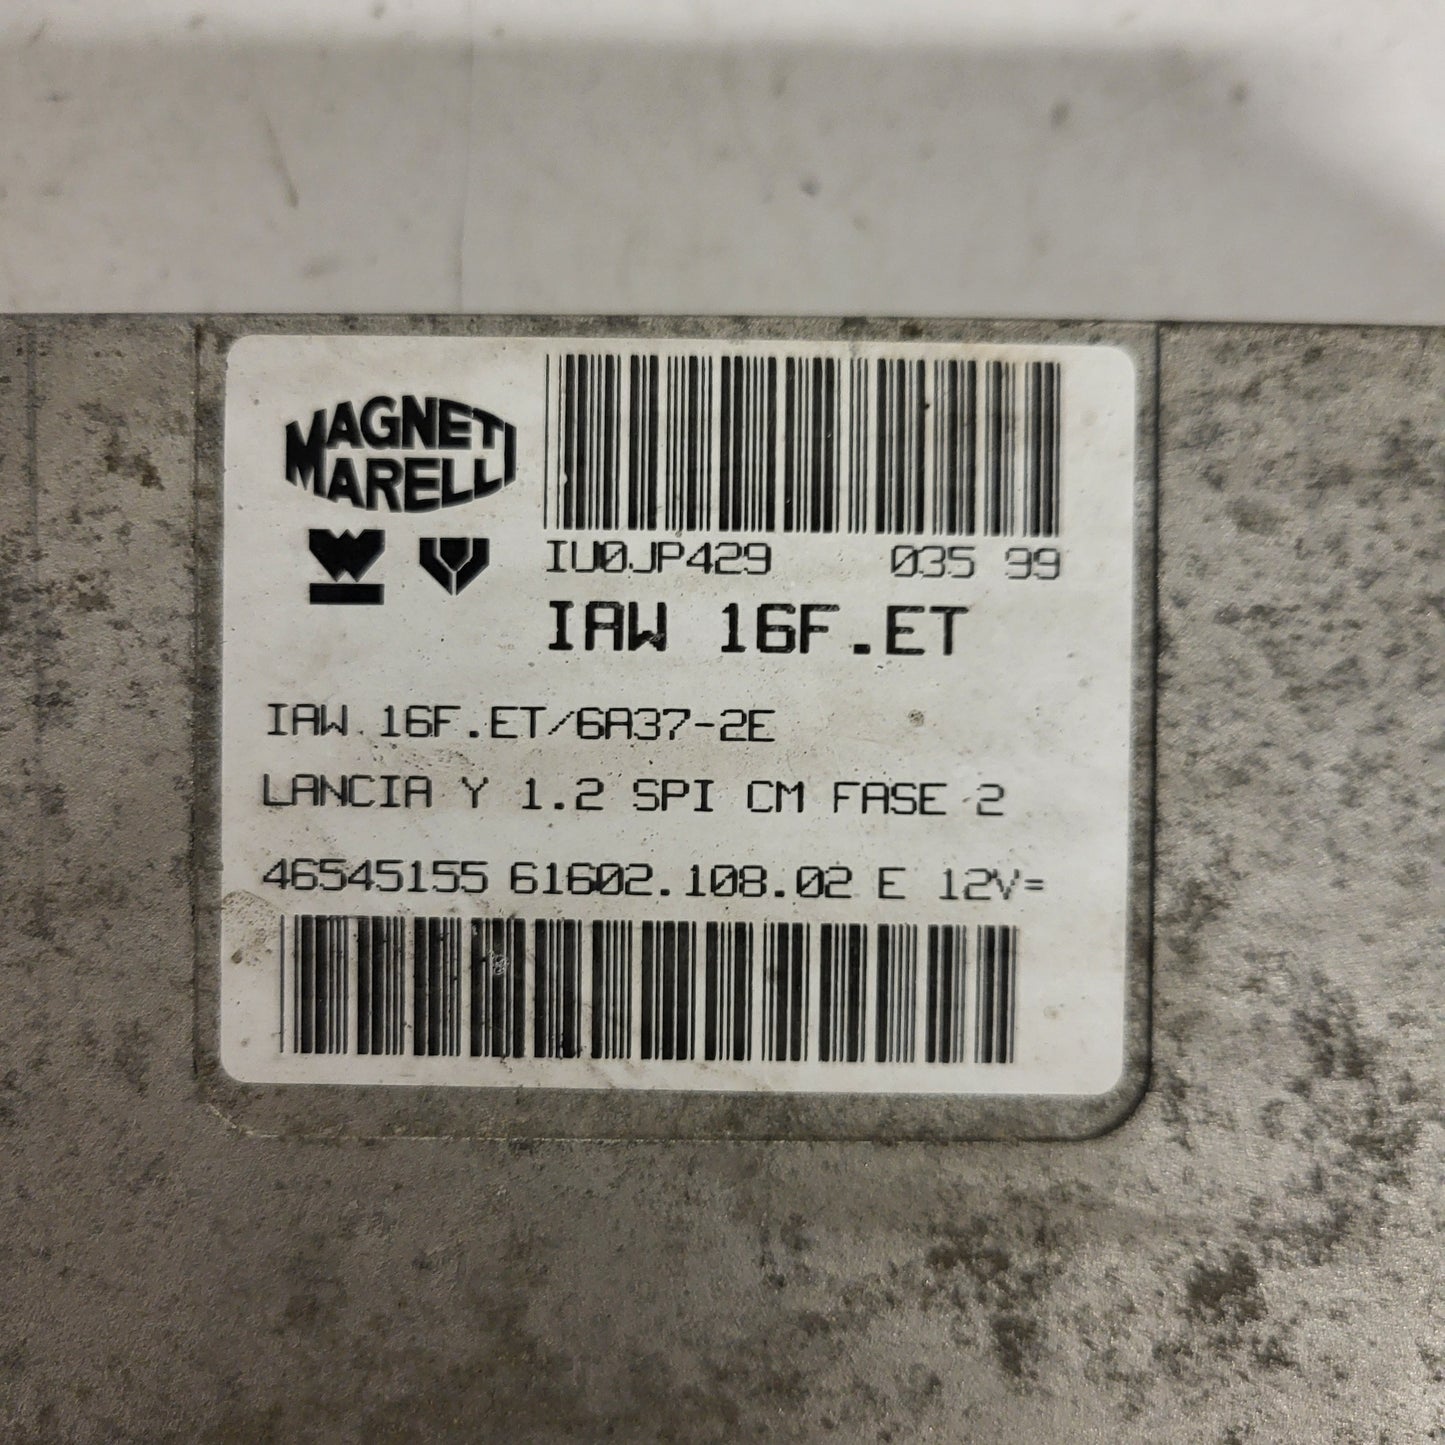 MAGNETI
MARELLI
IU0JP429 035 99
IAW 16F.ET
IAW 16F.ET/6A37-2E
LANCIA Y 1.2 SPI CM FASE 2
46545155 61602.108.02 E 12V=